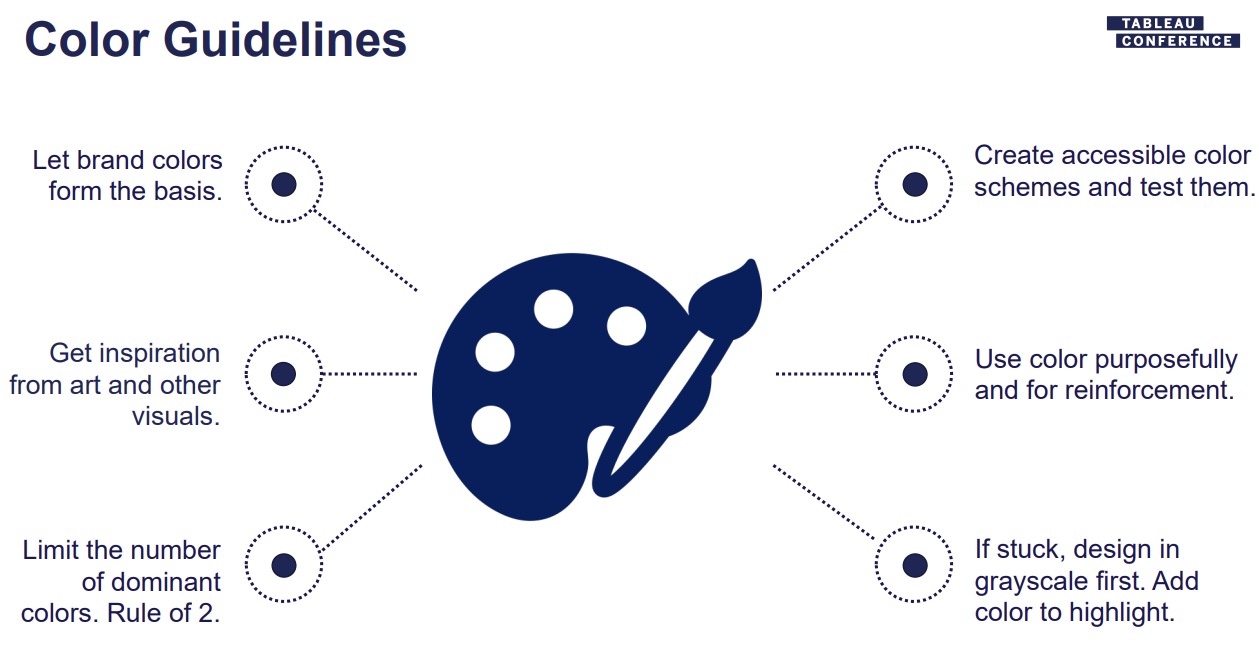 Color Guidelines
TABLEAU
CONFERENCE
Let brand colors
form the basis.
Get inspiration
from art and other
visuals.
Limit the number
of dominant
colors. Rule of 2.
Create accessible color
schemes and test them.
Use color purposefully
and for reinforcement.
If stuck, design in
grayscale first. Add
color to highlight.